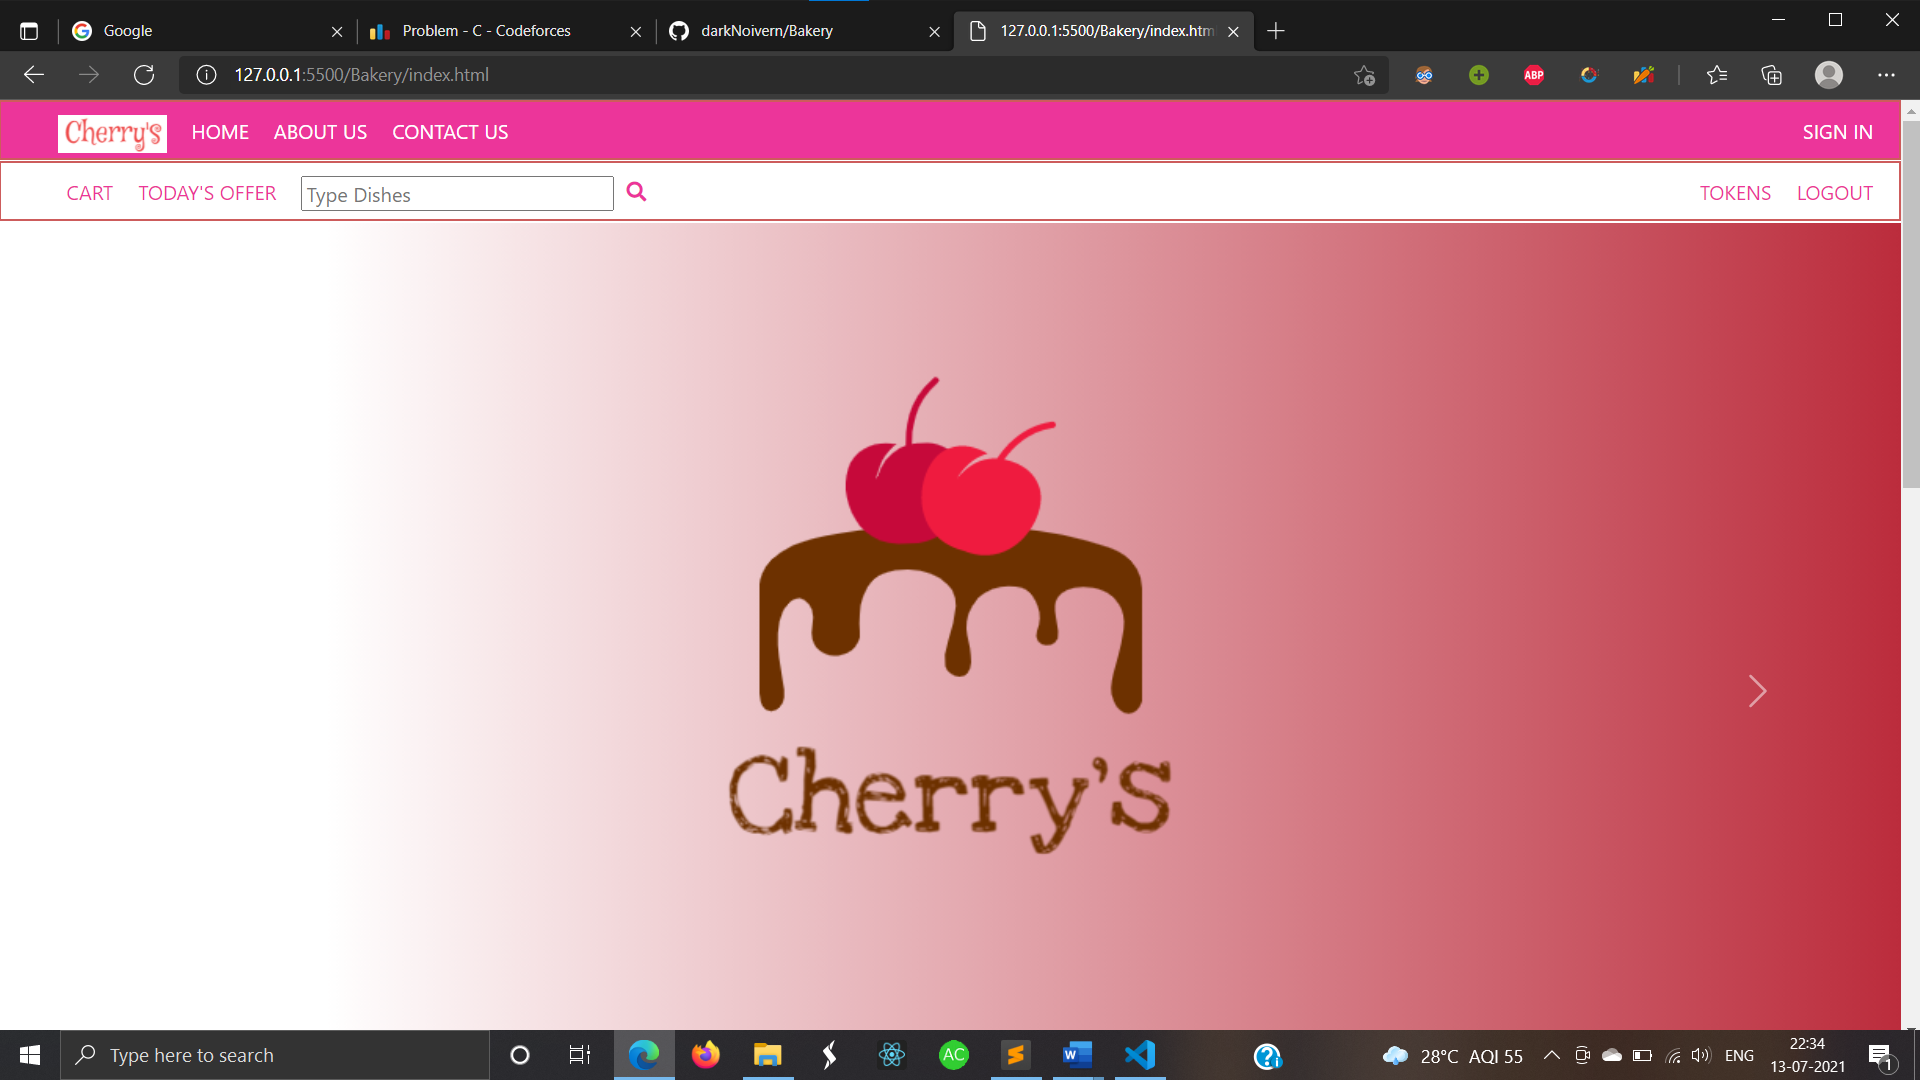 Google
Problem - C - Codeforces
darkNoivern/Bakery
127.0.0.1:5500/Bakery/index.htm
127.0.0.1:5500/Bakery/index.html
ABP
Cherry's HOME ABOUT US CONTACT US SIGN IN
CART TODAY'S OFFER Type Dishes TOKENS LOGOUT
Cherry's
Type here to search
AC
W
28°C AQI 55
ENG
22:34
13-07-2021
1